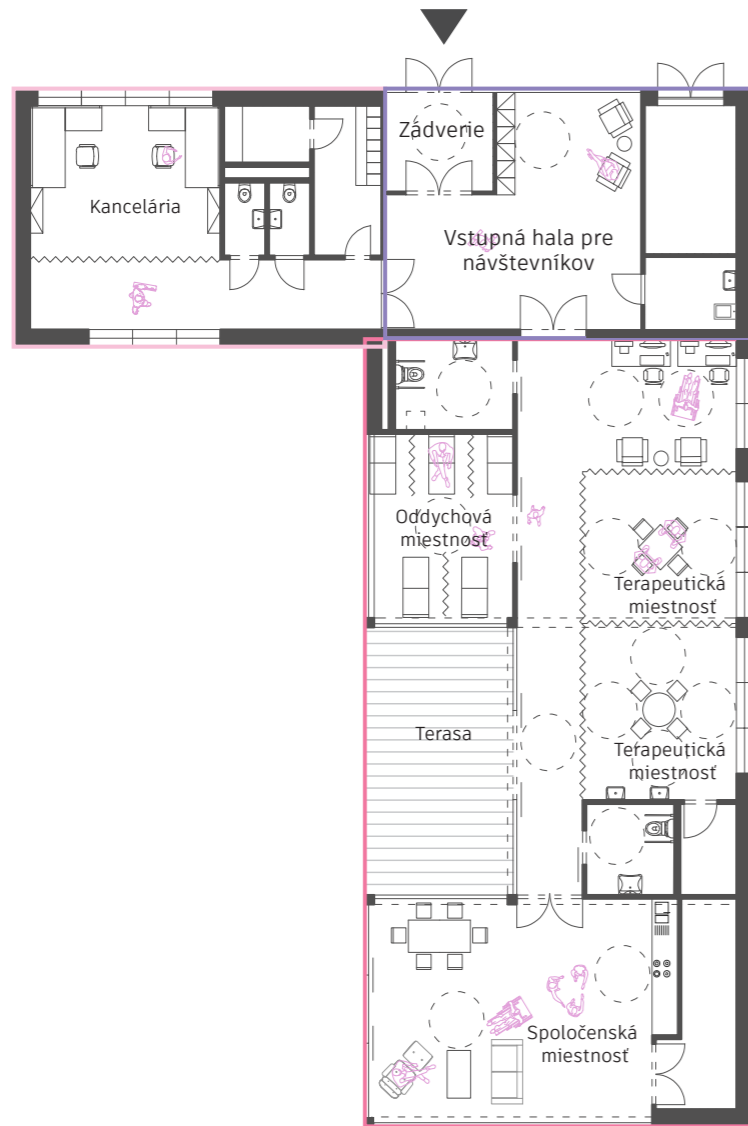 Zádverie
Kancelária
Vstupná hala pre
návštevníkov
Oddychová
miestnosť
Terapeutická
miestnosť
Terasa
Terapeutická
miestnosť
Spoločenská
miestnosť